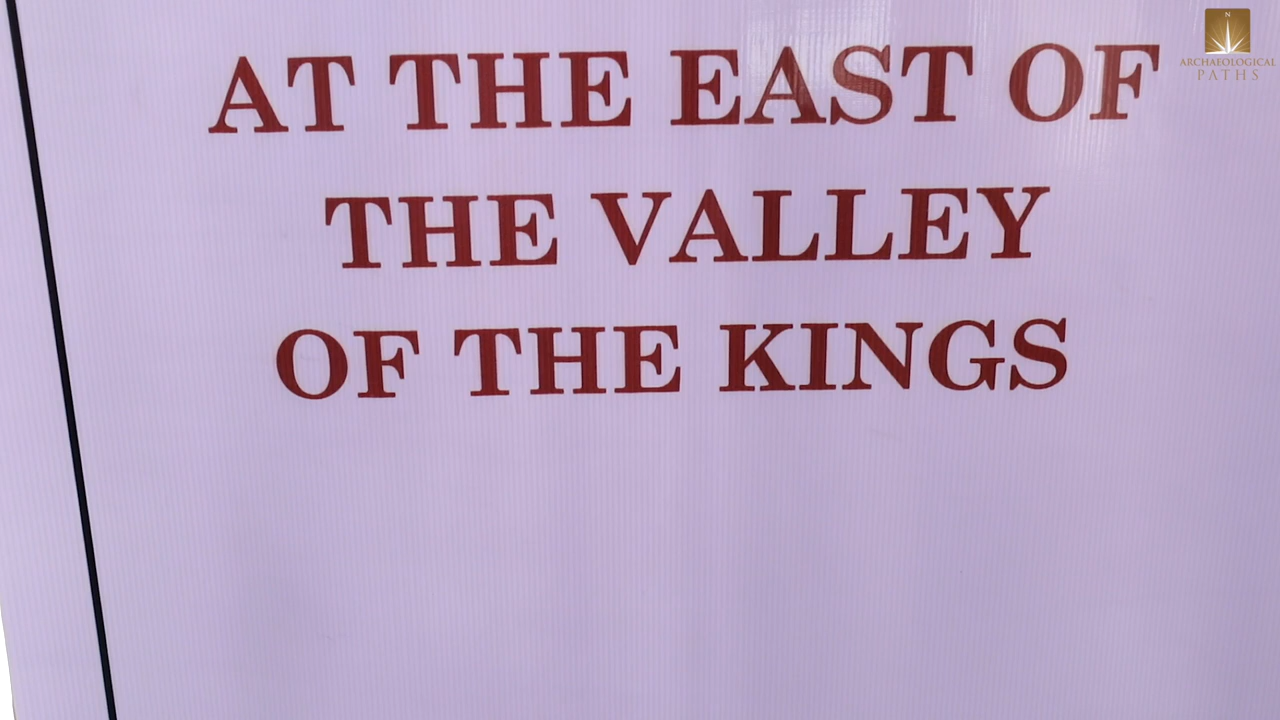 AT THE EAST OF
THE VALLEY
OF THE KINGS
N
ARCHAEOLOGICAL
PATHS